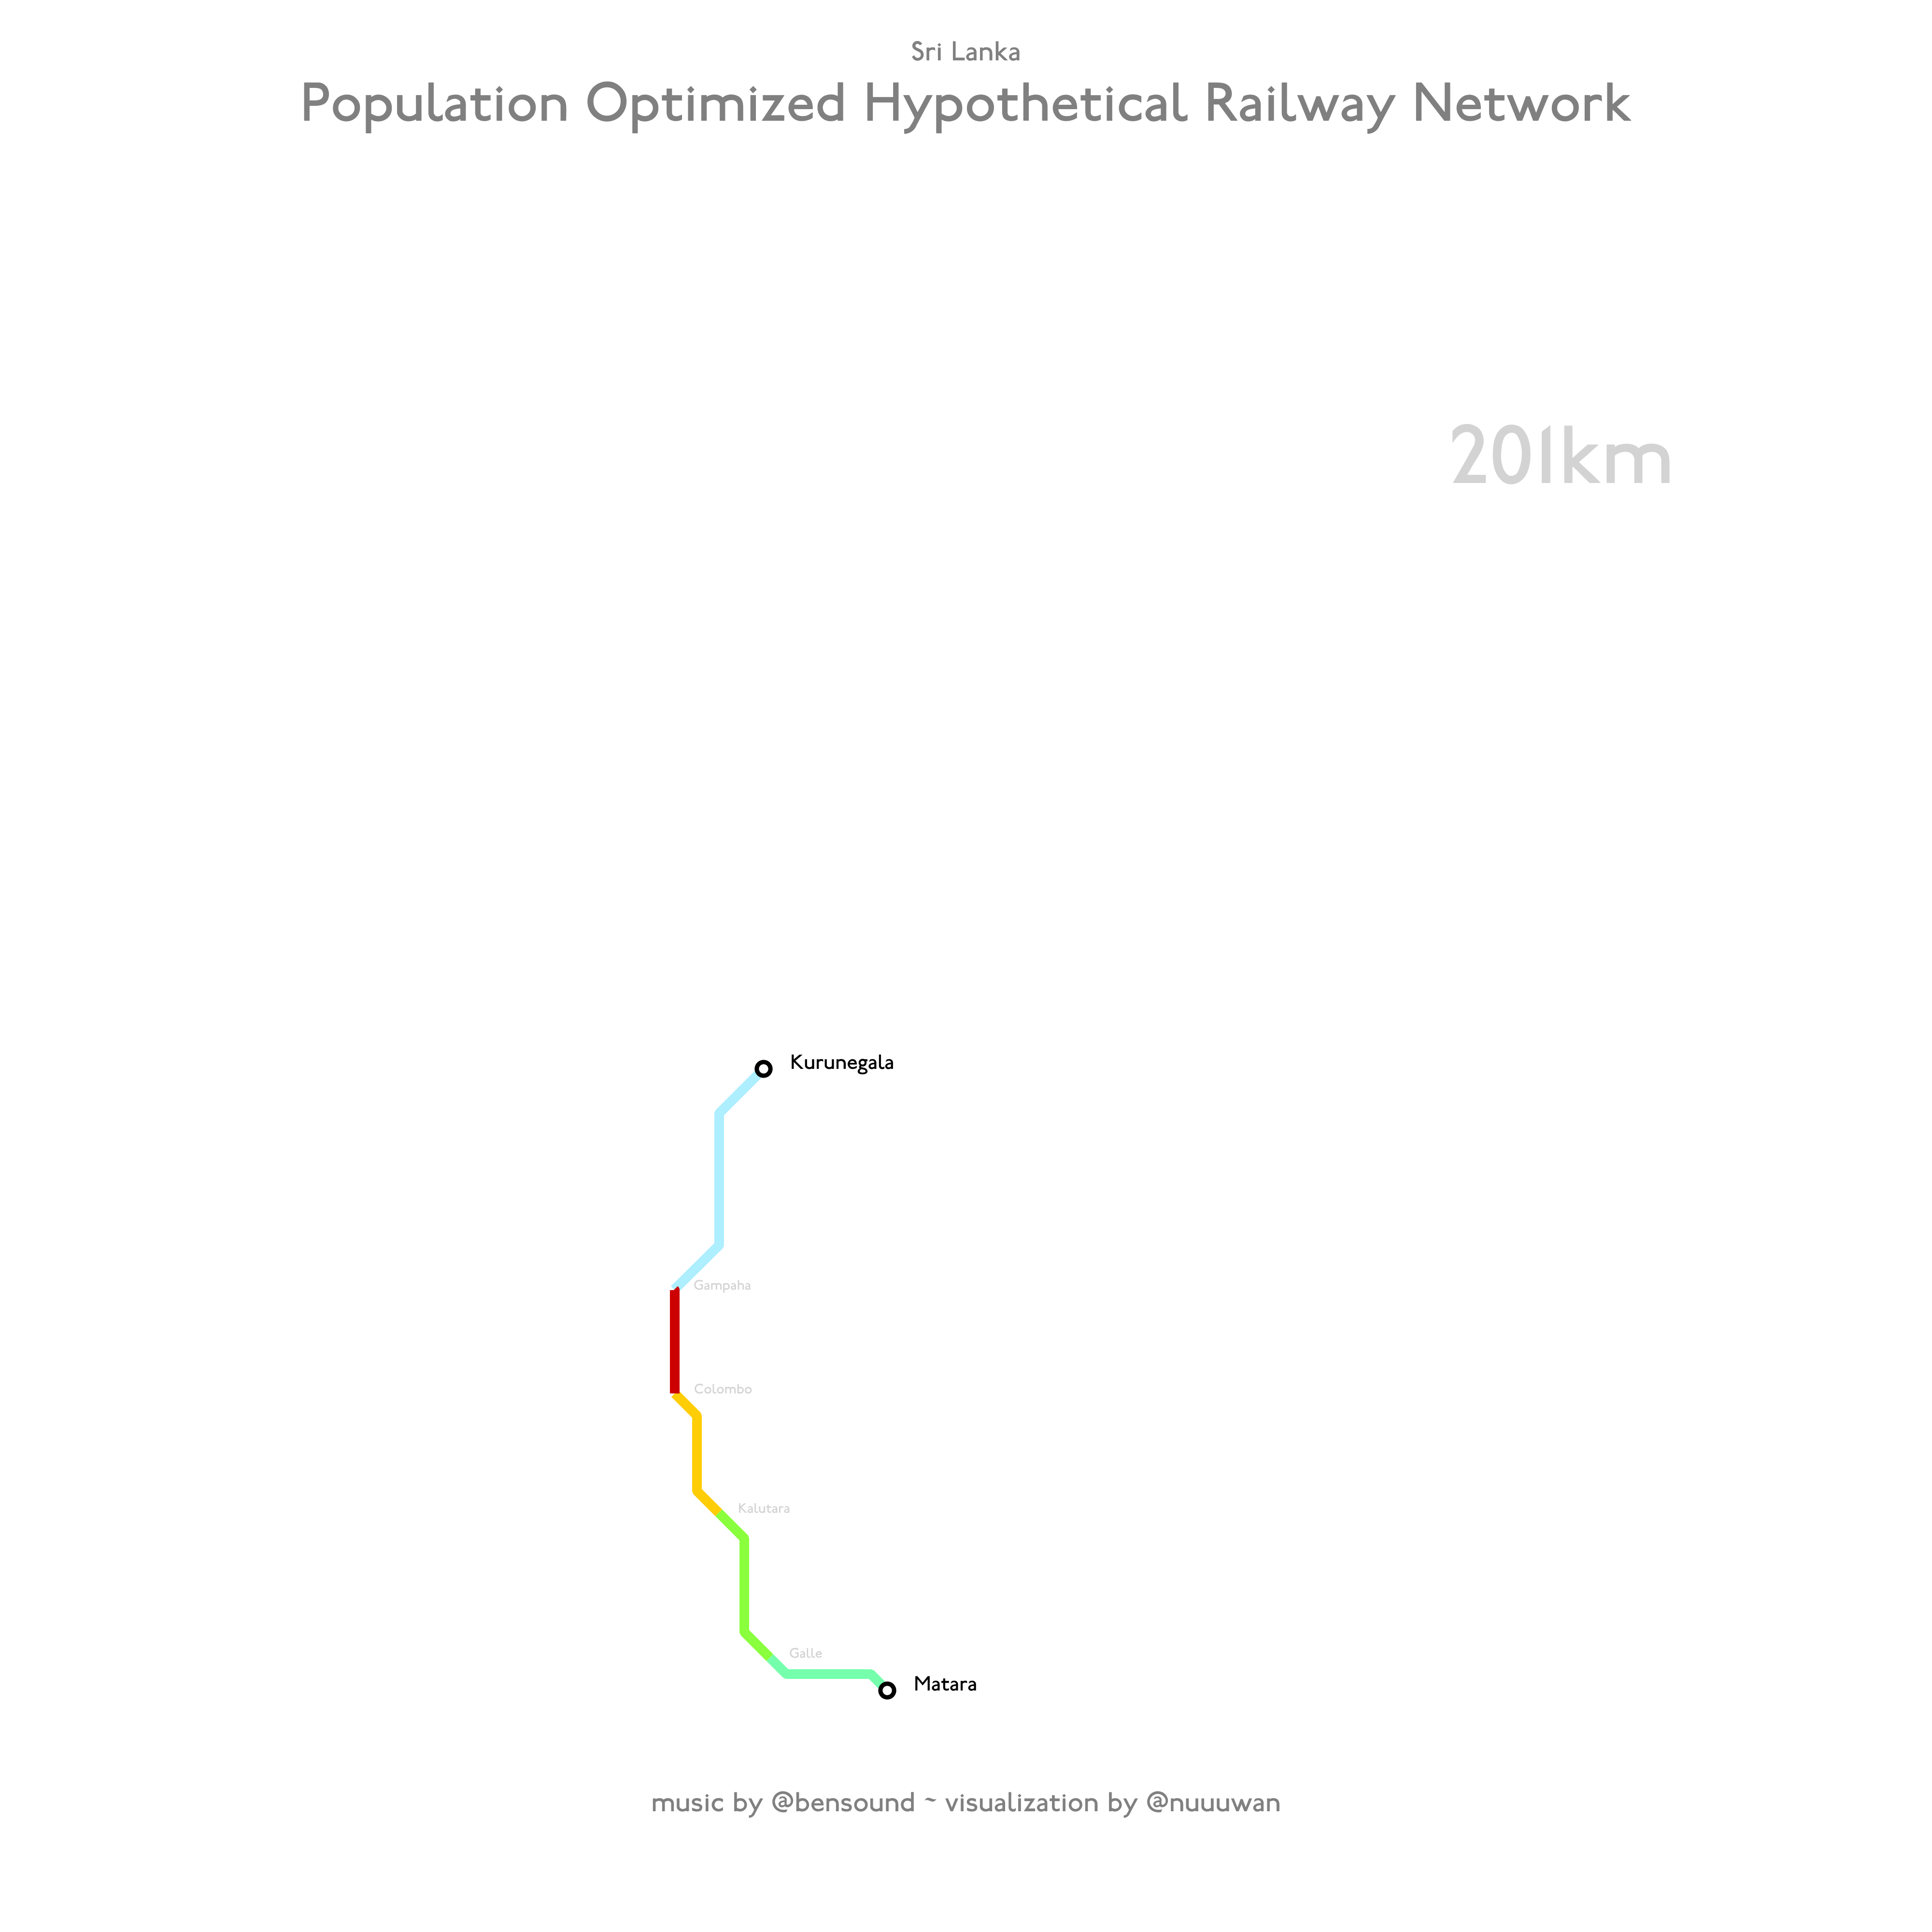 Sri Lanka
Population Optimized Hypothetical Railway Network
201km
Kurunegala
Gampaha
Colombo
Kalutara
Galle
Matara
music by @bensound ~ visualization by @nuuuwan